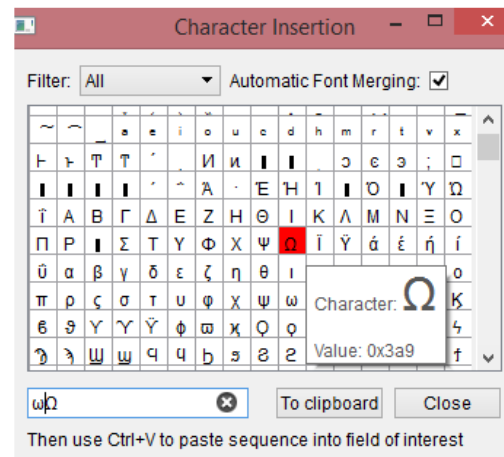 Character Insertion
Filter: All Automatic Font Merging:
Ͱ ͱ Ͳ ͳ ʹ ͵ Ͷ ͷ ͻ ͼ ͽ ;
Ύ Ώ
ΐ Α Β Γ Δ Ε Ζ Η Θ Ι Κ Λ Μ Ν Ξ Ο
Π Ρ Σ Τ Υ Φ Χ Ψ Ω Ϊ Ϋ ά έ ή ί
ΰ α β γ δ ε ζ η θ ι ο
π ρ ς σ τ υ φ χ ψ ω
Character: Ω
Value: 0x3a9
ωΩ To clipboard Close
Then use Ctrl+V to paste sequence into field of interest